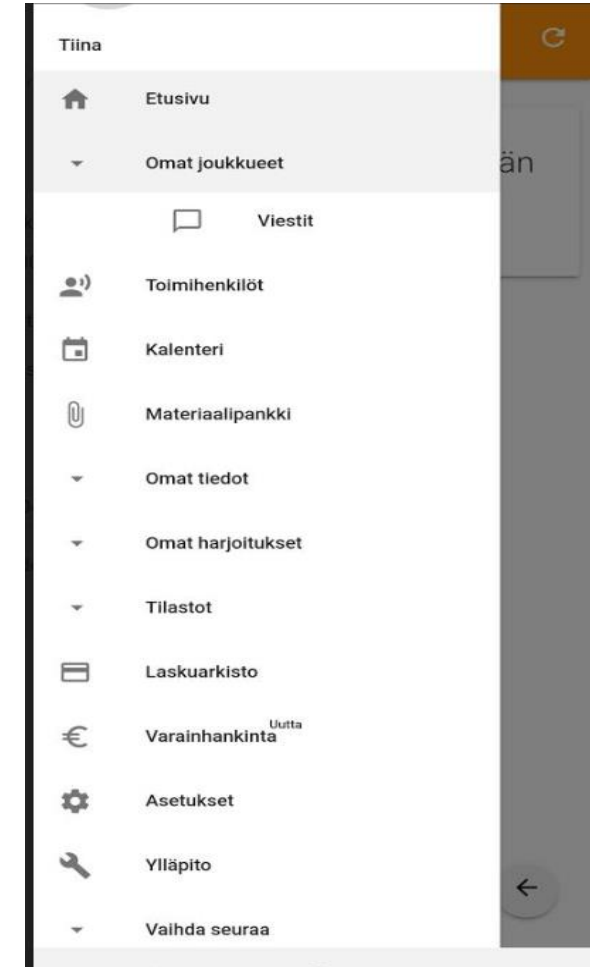 Tiina
Etusivu
Omat joukkueet
än
Viestit
Toimihenkilöt
Kalenteri
Materiaalipankki
Omat tiedot
Omat harjoitukset
Tilastot
Laskuarkisto
Varainhankinta Uutta
Asetukset
Ylläpito
Vaihda seuraa